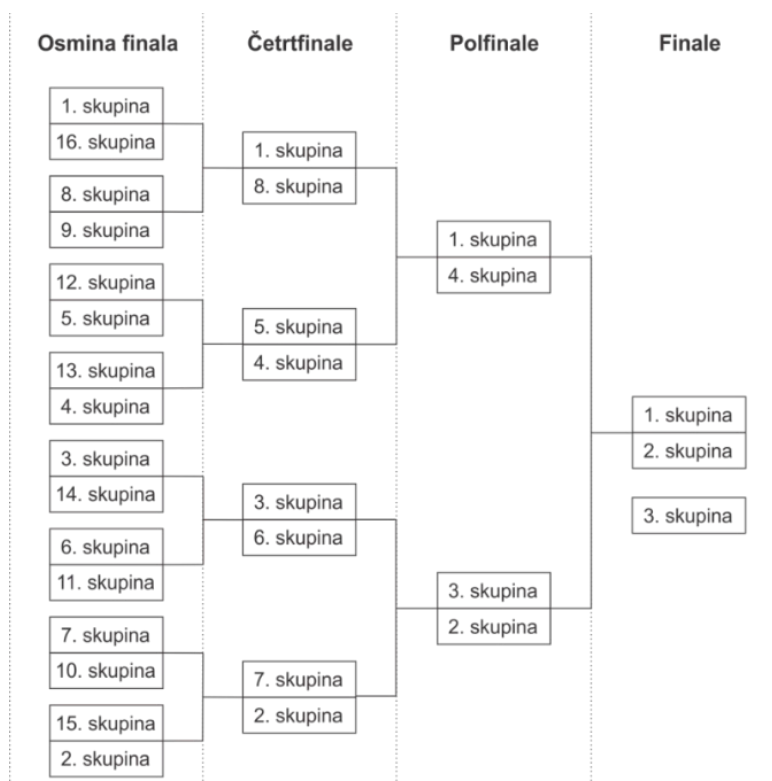 Osmina finala
Četrtfinale
Polfinale
Finale
1. skupina
16. skupina
8. skupina
9. skupina
12. skupina
5. skupina
13. skupina
4. skupina
3. skupina
14. skupina
6. skupina
11. skupina
7. skupina
10. skupina
15. skupina
2. skupina
1. skupina
8. skupina
5. skupina
4. skupina
3. skupina
6. skupina
7. skupina
2. skupina
1. skupina
4. skupina
3. skupina
2. skupina
1. skupina
2. skupina
3. skupina